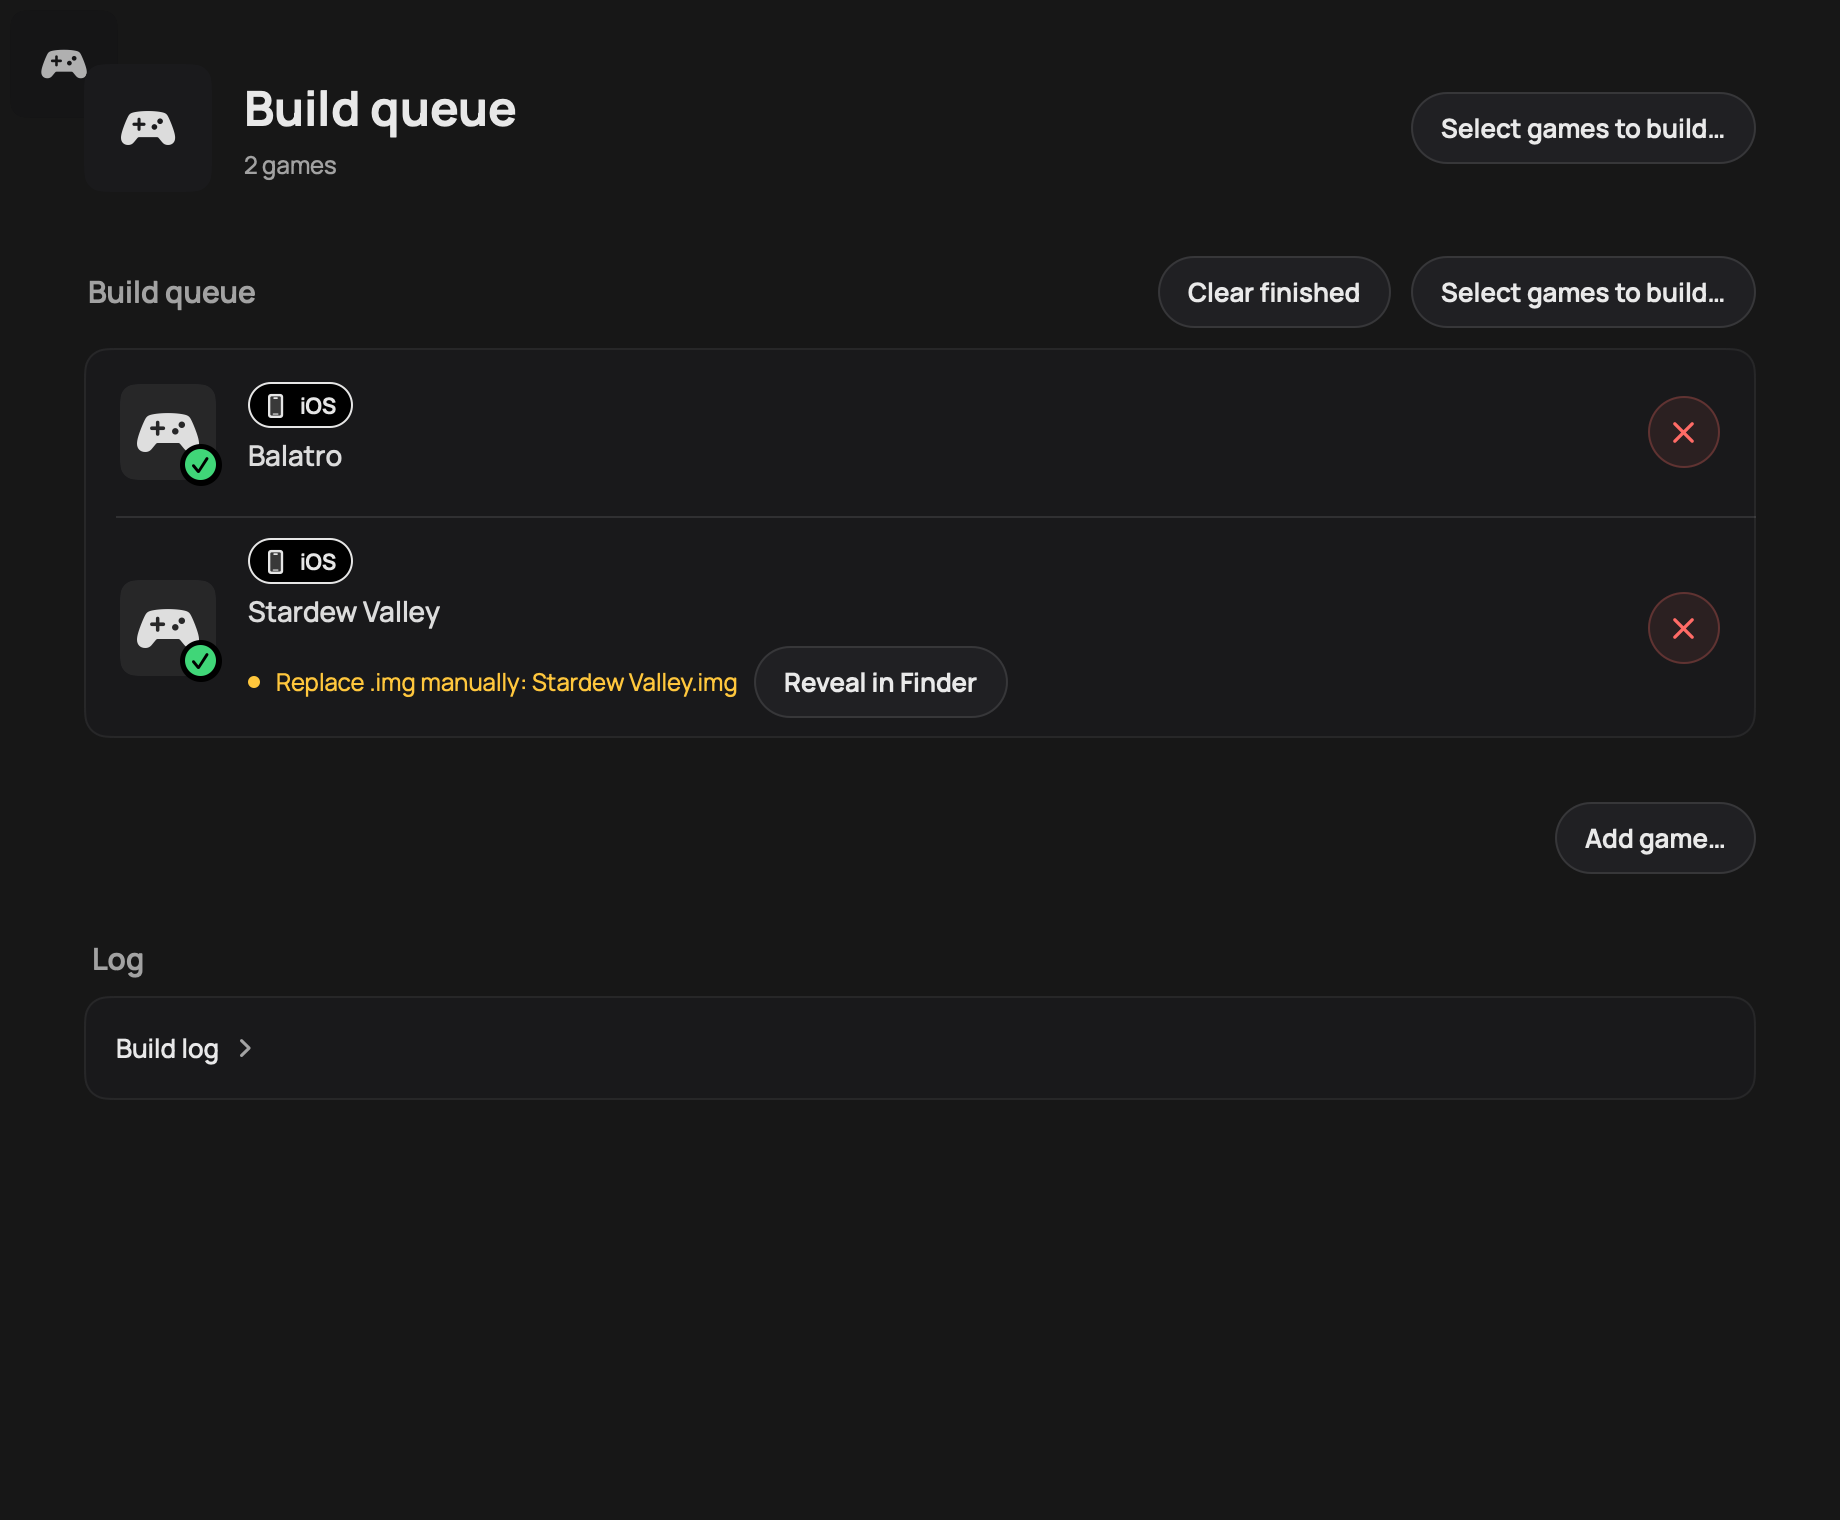 Build queue
2 games
Select games to build...
Build queue
Clear finished
Select games to build...
iOS
Balatro
iOS
Stardew Valley
Replace .img manually: Stardew Valley.img
Reveal in Finder
Add game...
Log
Build log